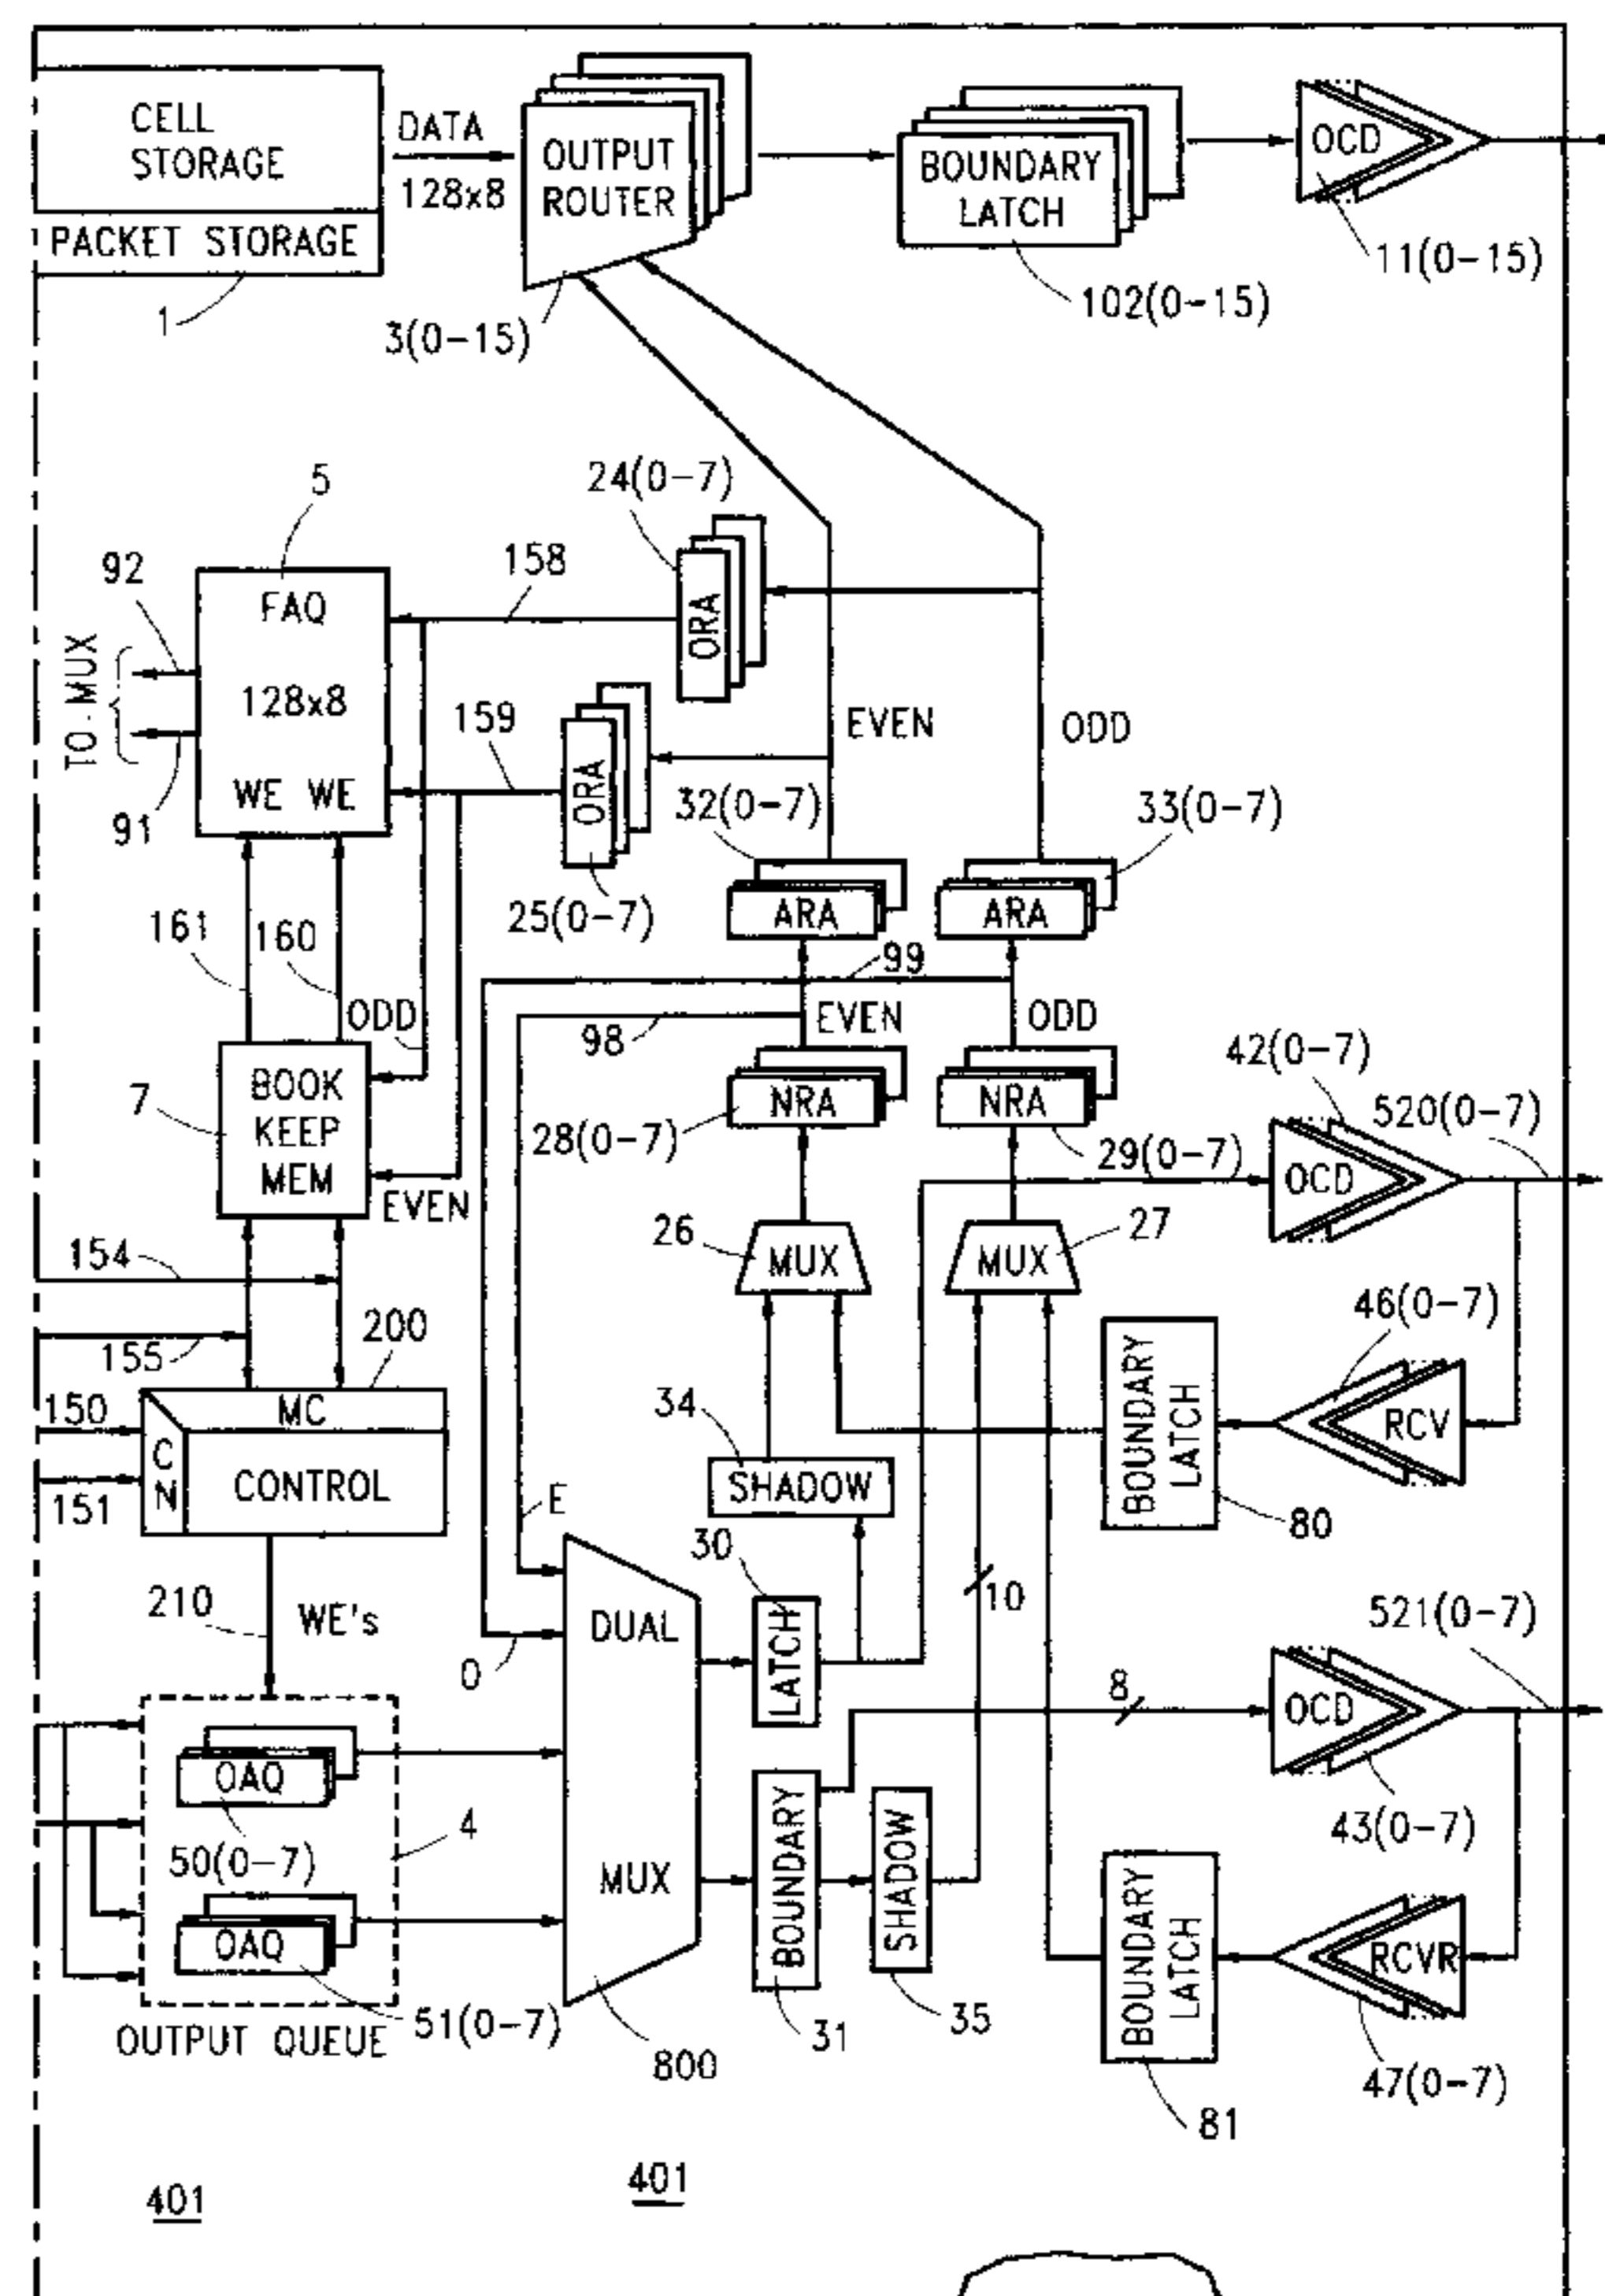 CELL
STORAGE
PACKET STORAGE
1
DATA
128x8
OUTPUT
ROUTER
3(0-15)
BOUNDARY
LATCH
102(0-15)
OCD
11(0-15)
5
FAQ
128x8
WE WE
92
TO-MUX
91
158
159
24(0-7)
ORA
ORA
25(0-7)
EVEN
ODD
32(0-7)
ARA
33(0-7)
ARA
161
160
ODD
99
98
EVEN
ODD
7
BOOK
KEEP
MEM
EVEN
NRA
28(0-7)
NRA
29(0-7)
42(0-7)
OCD
520(0-7)
154
155
26
MUX
27
MUX
200
150
151
MC
CN
CONTROL
34
SHADOW
46(0-7)
RCV
BOUNDARY
LATCH
80
E
O
210
WE's
DUAL
MUX
800
30
LATCH
10
8
521(0-7)
OCD
43(0-7)
OAQ
50(0-7)
4
OAQ
51(0-7)
OUTPUT QUEUE
BOUNDARY
31
SHADOW
35
BOUNDARY
LATCH
81
RCVR
47(0-7)
401
401